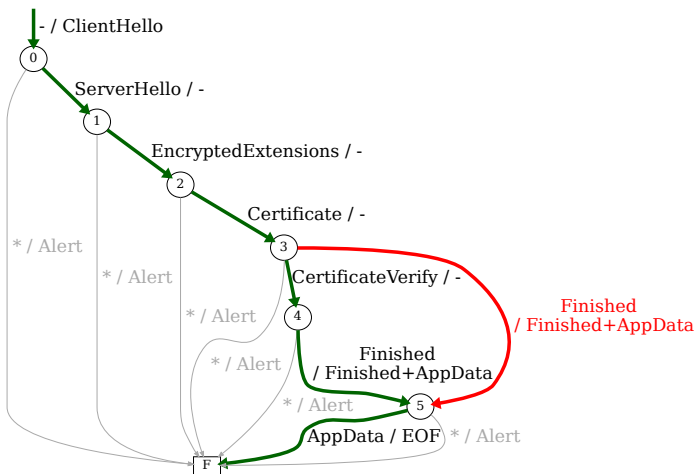 - / ClientHello
0
ServerHello / -
1
EncryptedExtensions / -
2
Certificate / -
* / Alert
3
* / Alert
CertificateVerify / -
Finished
/ Finished+AppData
* / Alert
4
Finished
/ Finished+AppData
* / Alert
* / Alert
5
AppData / EOF
* / Alert
F